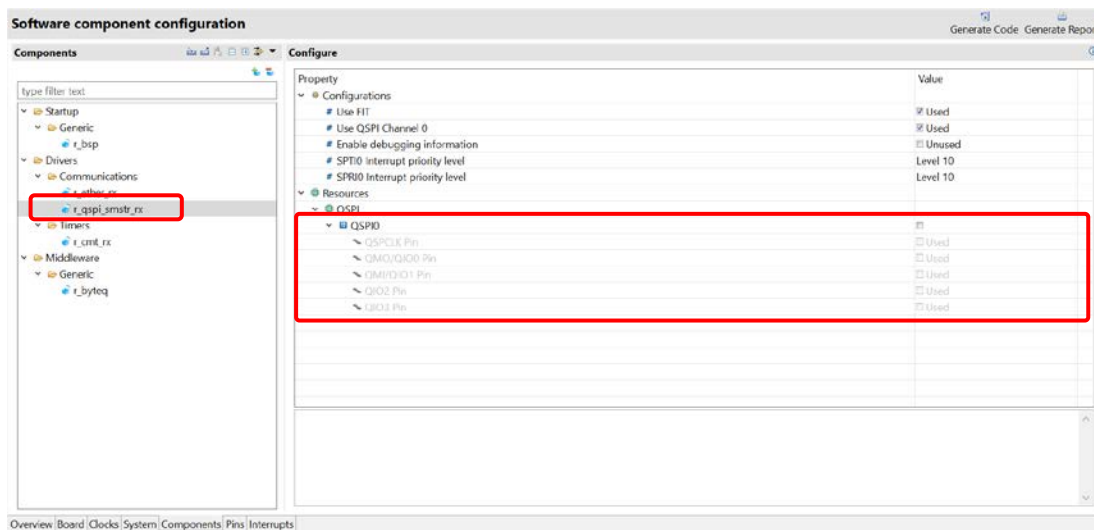 Software component configuration
Generate Code Generate Repor
Components
Configure
type filter text
Startup
Generic
r_bsp
Drivers
Communications
r_ether_rx
r_qspi_smstr_rx
Timers
r_cmt_rx
Middleware
Generic
r_byteq
Property Value
Configurations
Use FIT Used
Use QSPI Channel 0 Used
Enable debugging information Unused
SPTI0 Interrupt priority level Level 10
SPRI0 Interrupt priority level Level 10
Resources
QSPI
QSPI0
QSPCLK Pin Used
QMO/QIO0 Pin Used
QMI/QIO1 Pin Used
QIO2 Pin Used
QIO3 Pin Used
Overview Board Clocks System Components Pins Interrupts